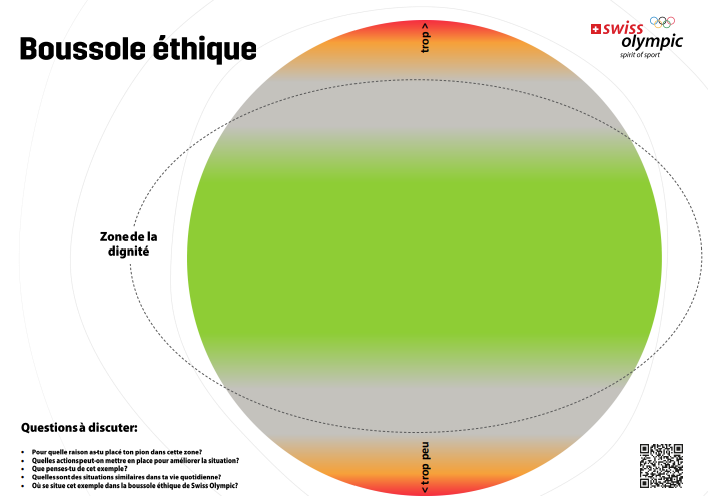 Boussole éthique
trop >
swiss
olympic
spirit of sport
Zone de la
dignité
< trop peu
Questions à discuter:
• Pour quelle raison as-tu placé ton pion dans cette zone?
• Quelles actions peut-on mettre en place pour améliorer la situation?
• Que penses-tu de cet exemple?
• Quelles sont des situations similaires dans ta vie quotidienne?
• Où se situe cet exemple dans la boussole éthique de Swiss Olympic?